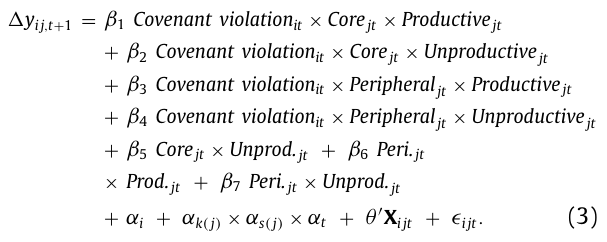 Δy_{ij,t+1} = β_1 Covenant violation_{it} × Core_{jt} × Productive_{jt}
+ β_2 Covenant violation_{it} × Core_{jt} × Unproductive_{jt}
+ β_3 Covenant violation_{it} × Peripheral_{jt} × Productive_{jt}
+ β_4 Covenant violation_{it} × Peripheral_{jt} × Unproductive_{jt}
+ β_5 Core_{jt} × Unprod._{jt} + β_6 Peri._{jt}
× Prod._{jt} + β_7 Peri._{jt} × Unprod._{jt}
+ α_i + α_{k(j)} × α_{s(j)} × α_t + θ′X_{ijt} + ϵ_{ijt}. (3)